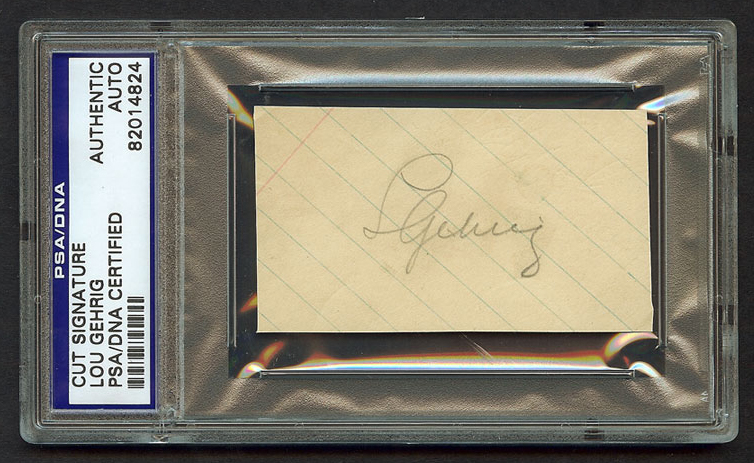 PSA/DNA
CUT SIGNATURE
LOU GEHRIG
PSA/DNA CERTIFIED
AUTHENTIC
AUTO
82014824
L Gehrig